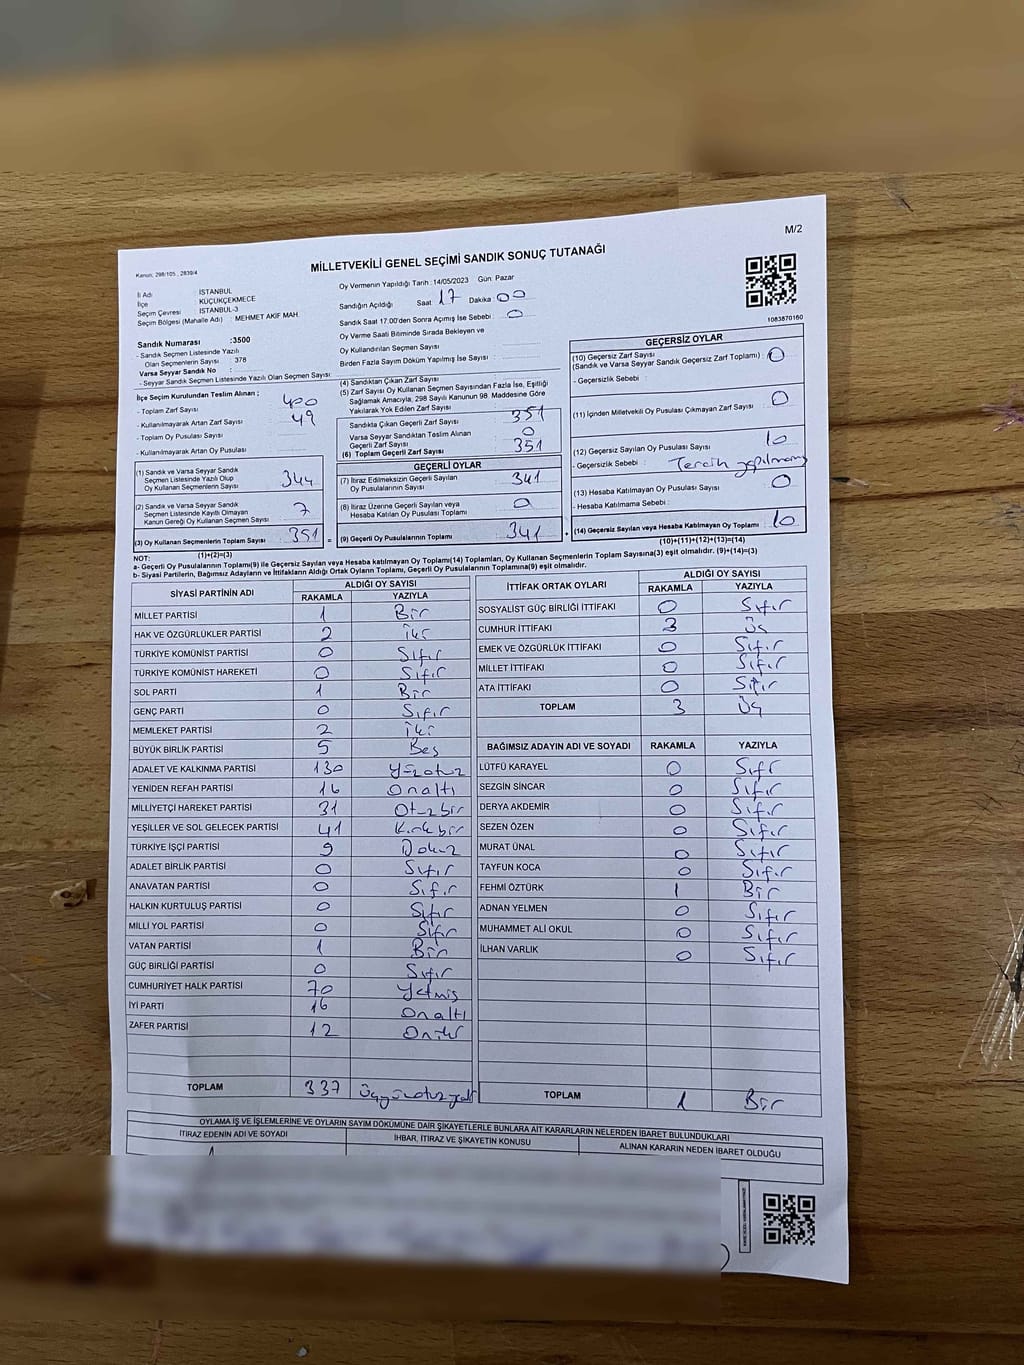 M/2
Kanun: 298/105 , 2839/4
MİLLETVEKİLİ GENEL SEÇİMİ SANDIK SONUÇ TUTANAĞI
İli Adı : İSTANBUL
İlçe : KÜÇÜKÇEKMECE
Seçim Çevresi : İSTANBUL-3
Seçim Bölgesi (Mahalle Adı) : MEHMET AKİF MAH.
Oy Vermenin Yapıldığı Tarih : 14/05/2023 Gün: Pazar
Sandığın Açıldığı Saat : 17 Dakika : 00
Sandık Saat 17:00'den Sonra Açılmış İse Sebebi : 0
Oy Verme Saati Bitiminde Sırada Bekleyen ve
Oy Kullandırılan Seçmen Sayısı :
Birden Fazla Sayım Döküm Yapılmış İse Sayısı :
1083870160
Sandık Numarası : 3500
- Sandık Seçmen Listesinde Yazılı
Olan Seçmenlerin Sayısı : 378
Varsa Seyyar Sandık No :
- Seyyar Sandık Seçmen Listesinde Yazılı Olan Seçmen Sayısı:
İlçe Seçim Kurulundan Teslim Alınan :
- Toplam Zarf Sayısı 400
- Kullanılmayarak Artan Zarf Sayısı 49
- Toplam Oy Pusulası Sayısı :
- Kullanılmayarak Artan Oy Pusulası :
(1) Sandık ve Varsa Seyyar Sandık
Seçmen Listesinde Yazılı Olup
Oy Kullanan Seçmenlerin Sayısı 344
(2) Sandık ve Varsa Seyyar Sandık
Seçmen Listesinde Kayıtlı Olmayan
Kanun Gereği Oy Kullanan Seçmen Sayısı 7
(3) Oy Kullanan Seçmenlerin Toplam Sayısı 351
(1)+(2)=(3)
(4) Sandıktan Çıkan Zarf Sayısı :
(5) Zarf Sayısı Oy Kullanan Seçmen Sayısından Fazla İse, Eşitliği
Sağlamak Amacıyla, 298 Sayılı Kanunun 98. Maddesine Göre
Yakılarak Yok Edilen Zarf Sayısı :
Sandıkta Çıkan Geçerli Zarf Sayısı : 351
Varsa Seyyar Sandıktan Teslim Alınan
Geçerli Zarf Sayısı : 0
(6) Toplam Geçerli Zarf Sayısı : 351
GEÇERLİ OYLAR
(7) İtiraz Edilmeksizin Geçerli Sayılan
Oy Pusulalarının Sayısı : 341
(8) İtiraz Üzerine Geçerli Sayılan veya
Hesaba Katılan Oy Pusulası Toplamı 0
= (9) Geçerli Oy Pusulalarının Toplamı 341 +
GEÇERSİZ OYLAR
(10) Geçersiz Zarf Sayısı
(Sandık ve Varsa Seyyar Sandık Geçersiz Zarf Toplamı) : 0
- Geçersizlik Sebebi :
(11) İçinden Milletvekili Oy Pusulası Çıkmayan Zarf Sayısı : 0
(12) Geçersiz Sayılan Oy Pusulası Sayısı : 10
- Geçersizlik Sebebi : Tercih yapılmamış
(13) Hesaba Katılmayan Oy Pusulası Sayısı : 0
- Hesaba Katılmama Sebebi :
(14) Geçersiz Sayılan veya Hesaba Katılmayan Oy Toplamı 10
(10)+(11)+(12)+(13)=(14)
NOT:
a- Geçerli Oy Pusulalarının Toplamı(9) ile Geçersiz Sayılan veya Hesaba katılmayan Oy Toplamı(14) Toplamları, Oy Kullanan Seçmenlerin Toplam Sayısına(3) eşit olmalıdır. (9)+(14)=(3)
b- Siyasi Partilerin, Bağımsız Adayların ve İttifakların Aldığı Ortak Oyların Toplamı, Geçerli Oy Pusulalarının Toplamına(9) eşit olmalıdır.
SİYASİ PARTİNİN ADI ALDIĞI OY SAYISI
RAKAMLA YAZIYLA
MİLLET PARTİSİ 1 Bir
HAK VE ÖZGÜRLÜKLER PARTİSİ 2 İki
TÜRKİYE KOMÜNİST PARTİSİ 0 Sıfır
TÜRKİYE KOMÜNİST HAREKETİ 0 Sıfır
SOL PARTİ 1 Bir
GENÇ PARTİ 0 Sıfır
MEMLEKET PARTİSİ 2 İki
BÜYÜK BİRLİK PARTİSİ 5 Beş
ADALET VE KALKINMA PARTİSİ 130 Yüzotuz
YENİDEN REFAH PARTİSİ 16 Onaltı
MİLLİYETÇİ HAREKET PARTİSİ 31 Otuzbir
YEŞİLLER VE SOL GELECEK PARTİSİ 41 Kırkbir
TÜRKİYE İŞÇİ PARTİSİ 9 Dokuz
ADALET BİRLİK PARTİSİ 0 Sıfır
ANAVATAN PARTİSİ 0 Sıfır
HALKIN KURTULUŞ PARTİSİ 0 Sıfır
MİLLİ YOL PARTİSİ 0 Sıfır
VATAN PARTİSİ 1 Bir
GÜÇ BİRLİĞİ PARTİSİ 0 Sıfır
CUMHURİYET HALK PARTİSİ 70 Yetmiş
İYİ PARTİ 16 Onaltı
ZAFER PARTİSİ 12 Oniki
TOPLAM 337 Üçyüzotuzyedi
İTTİFAK ORTAK OYLARI ALDIĞI OY SAYISI
RAKAMLA YAZIYLA
SOSYALİST GÜÇ BİRLİĞİ İTTİFAKI 0 Sıfır
CUMHUR İTTİFAKI 3 Üç
EMEK VE ÖZGÜRLÜK İTTİFAKI 0 Sıfır
MİLLET İTTİFAKI 0 Sıfır
ATA İTTİFAKI 0 Sıfır
TOPLAM 3 Üç
BAĞIMSIZ ADAYIN ADI VE SOYADI RAKAMLA YAZIYLA
LÜTFÜ KARAYEL 0 Sıfr
SEZGİN SİNCAR 0 Sıfır
DERYA AKDEMİR 0 Sıfır
SEZEN ÖZEN 0 Sıfır
MURAT ÜNAL 0 Sıfır
TAYFUN KOCA 0 Sıfır
FEHMİ ÖZTÜRK 1 Bir
ADNAN YELMEN 0 Sıfır
MUHAMMET ALİ OKUL 0 Sıfır
İLHAN VARLIK 0 Sıfır
TOPLAM 1 Bir
OYLAMA İŞ VE İŞLEMLERİNE VE OYLARIN SAYIM DÖKÜMÜNE DAİR ŞİKAYETLERLE BUNLARA AİT KARARLARIN NELERDEN İBARET BULUNDUKLARI
İTİRAZ EDENİN ADI VE SOYADI İHBAR, İTİRAZ VE ŞİKAYETİN KONUSU ALINAN KARARIN NEDEN İBARET OLDUĞU